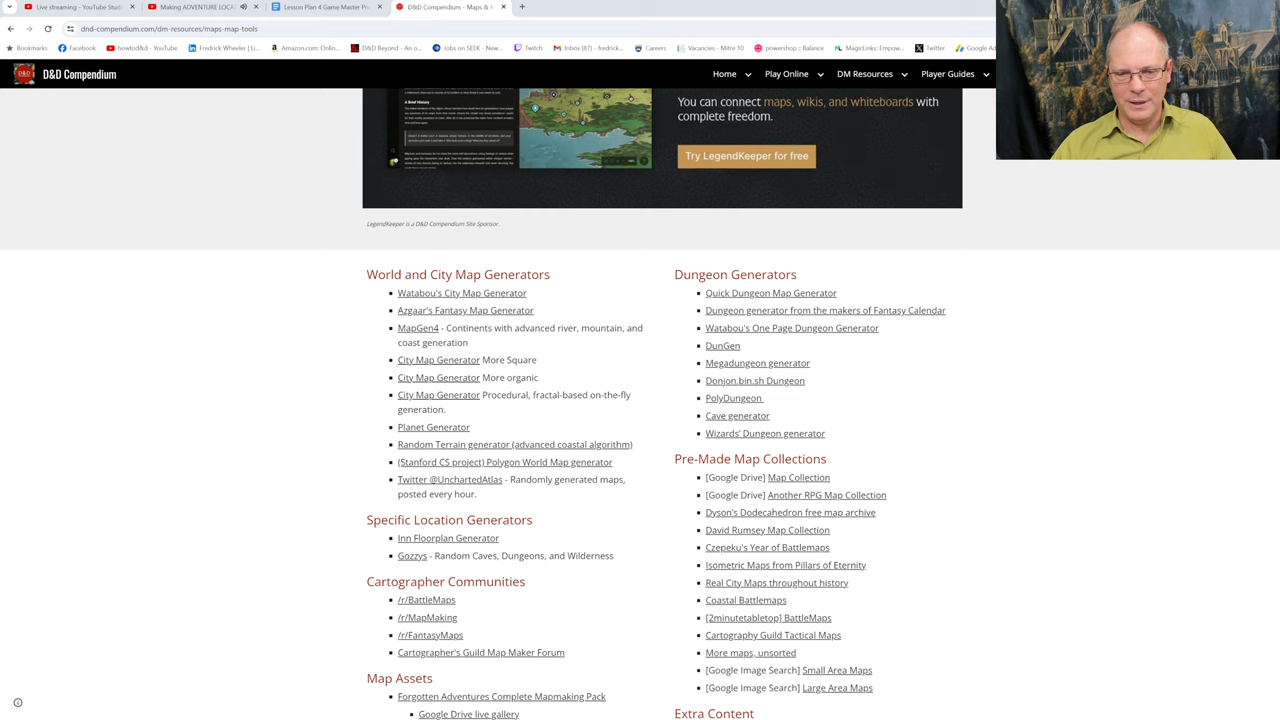 Live streaming - YouTube Studi
Making ADVENTURE LOCAT
Lesson Plan 4 Game Master Pr
D&D Compendium - Maps & M
dnd-compendium.com/dm-resources/maps-map-tools
Bookmarks
Facebook
howtodd - YouTube
Fredrick Wheeler | Li...
Amazon.com: Onlin...
D&D Beyond - An o...
Jobs on SEEK - New...
Twitch
Inbox (87) - fredrick...
Careers
Vacancies - Mitre 10
powershop :: Balance
MagicLinks: Empow...
Twitter
Google Ad
D&D Compendium
Home
Play Online
DM Resources
Player Guides
A Brief History
You can connect maps, wikis, and whiteboards with
complete freedom.
Try LegendKeeper for free
LegendKeeper is a D&D Compendium Site Sponsor.
World and City Map Generators
Watabou's City Map Generator
Azgaar's Fantasy Map Generator
MapGen4 - Continents with advanced river, mountain, and
coast generation
City Map Generator More Square
City Map Generator More organic
City Map Generator Procedural, fractal-based on-the-fly
generation.
Planet Generator
Random Terrain generator (advanced coastal algorithm)
(Stanford CS project) Polygon World Map generator
Twitter @UnchartedAtlas - Randomly generated maps,
posted every hour.
Specific Location Generators
Inn Floorplan Generator
Gozzys - Random Caves, Dungeons, and Wilderness
Cartographer Communities
/r/BattleMaps
/r/MapMaking
/r/FantasyMaps
Cartographer's Guild Map Maker Forum
Map Assets
Forgotten Adventures Complete Mapmaking Pack
Google Drive live gallery
Dungeon Generators
Quick Dungeon Map Generator
Dungeon generator from the makers of Fantasy Calendar
Watabou's One Page Dungeon Generator
DunGen
Megadungeon generator
Donjon.bin.sh Dungeon
PolyDungeon
Cave generator
Wizards' Dungeon generator
Pre-Made Map Collections
[Google Drive] Map Collection
[Google Drive] Another RPG Map Collection
Dyson's Dodecahedron free map archive
David Rumsey Map Collection
Czepeku's Year of Battlemaps
Isometric Maps from Pillars of Eternity
Real City Maps throughout history
Coastal Battlemaps
[2minutetabletop] BattleMaps
Cartography Guild Tactical Maps
More maps, unsorted
[Google Image Search] Small Area Maps
[Google Image Search] Large Area Maps
Extra Content